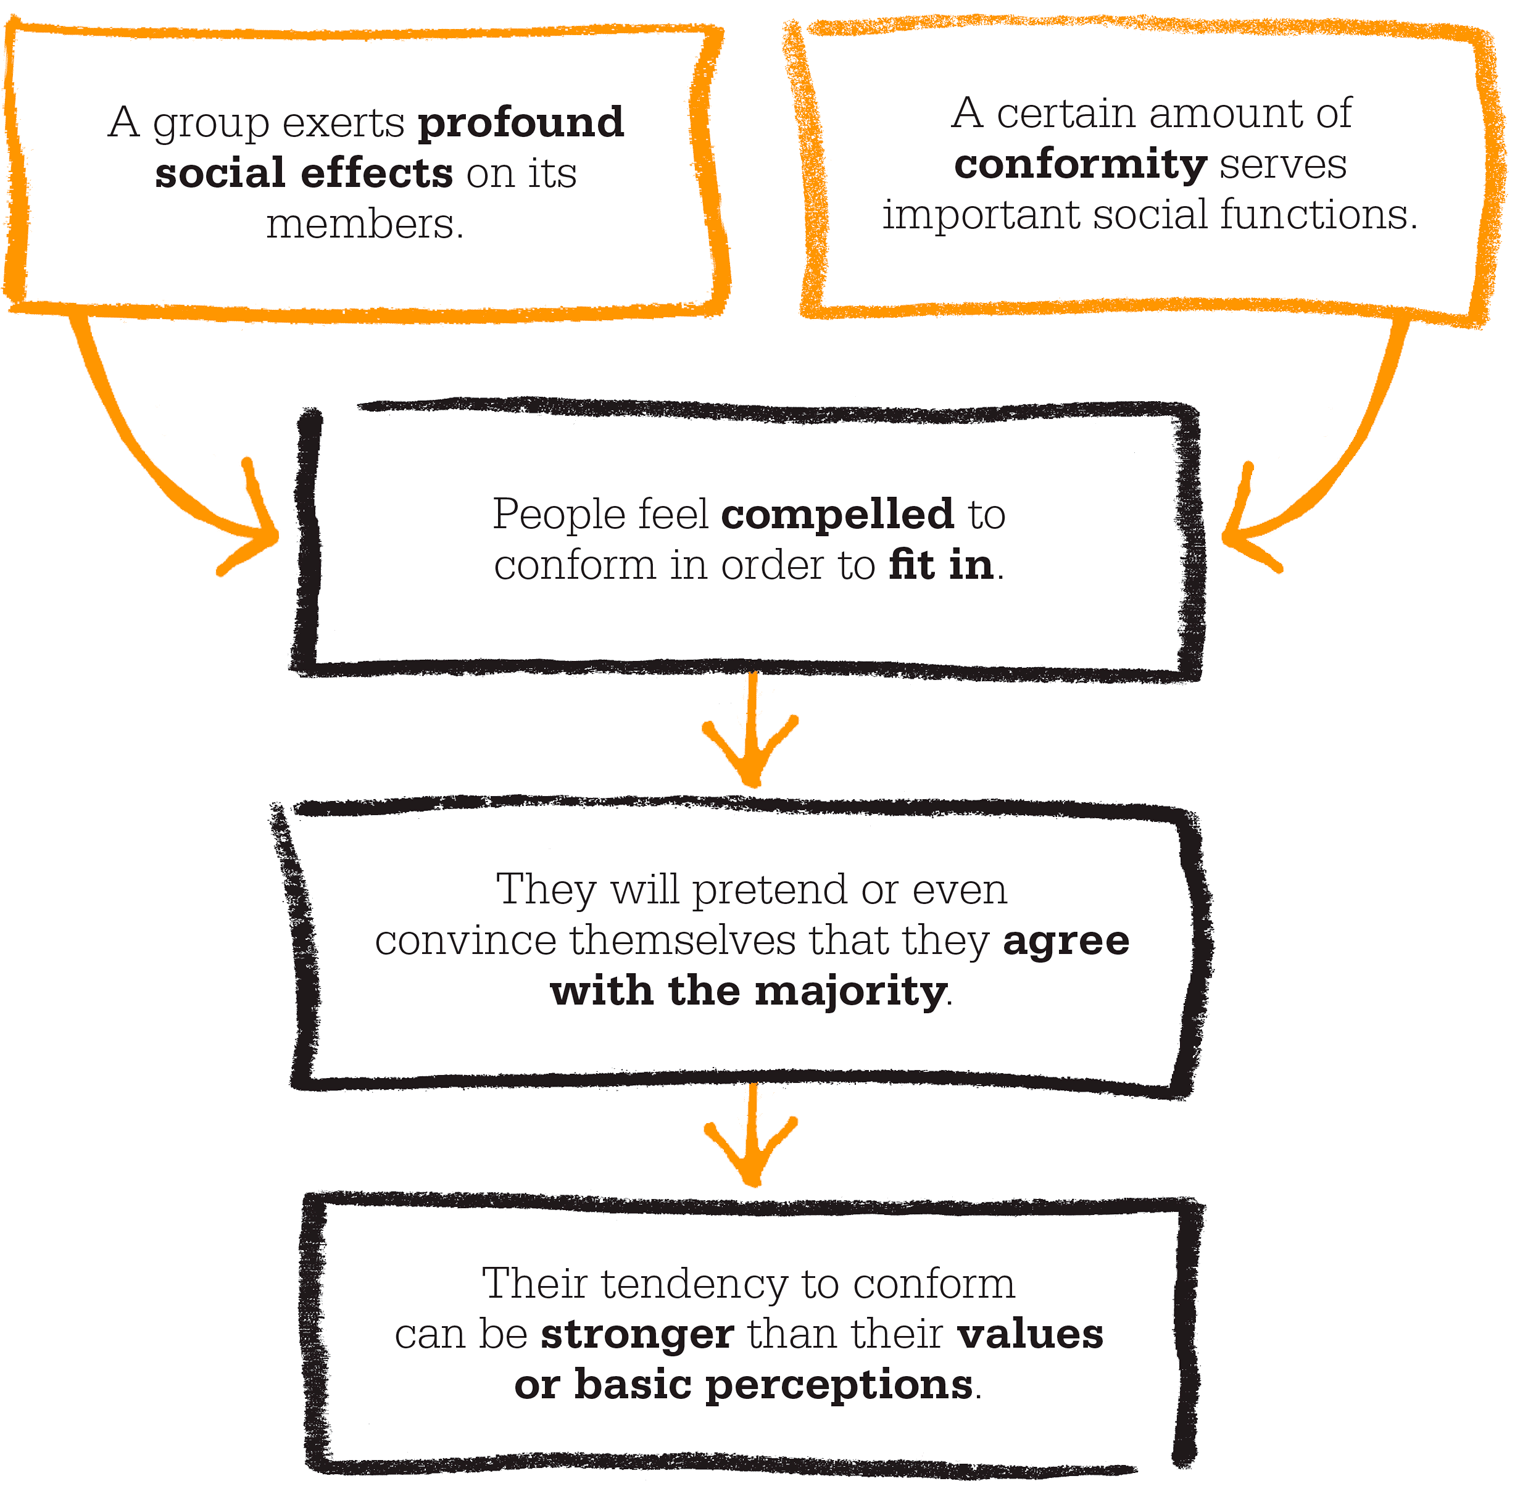 A group exerts profound
social effects on its
members.
A certain amount of
conformity serves
important social functions.
People feel compelled to
conform in order to fit in.
They will pretend or even
convince themselves that they agree
with the majority.
Their tendency to conform
can be stronger than their values
or basic perceptions.